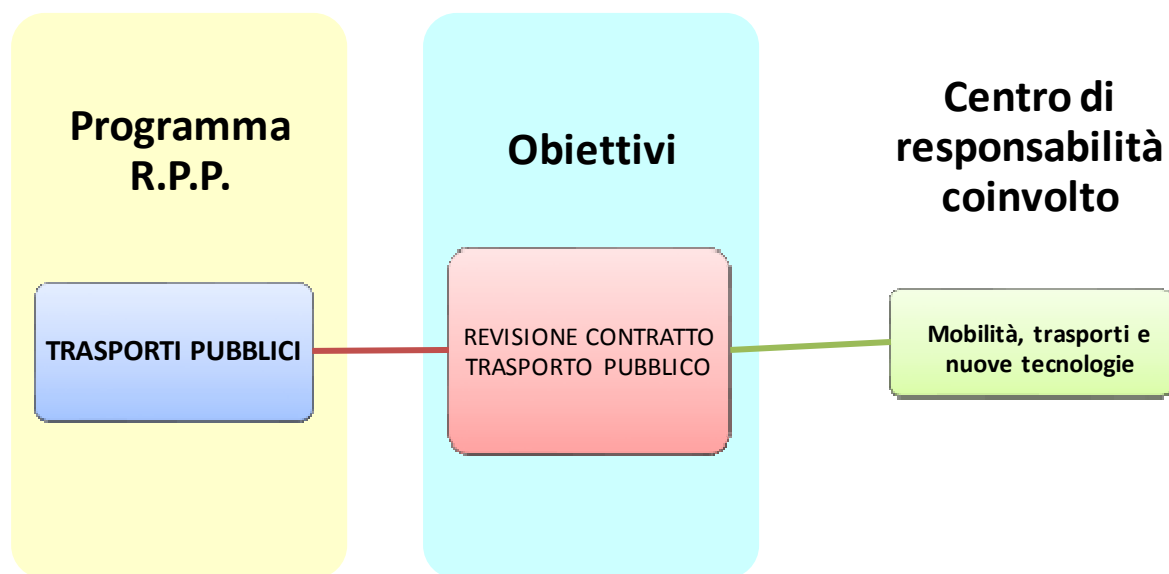 Programma
R.P.P.
TRASPORTI PUBBLICI
Obiettivi
REVISIONE CONTRATTO
TRASPORTO PUBBLICO
Centro di
responsabilità
coinvolto
Mobilità, trasporti e
nuove tecnologie